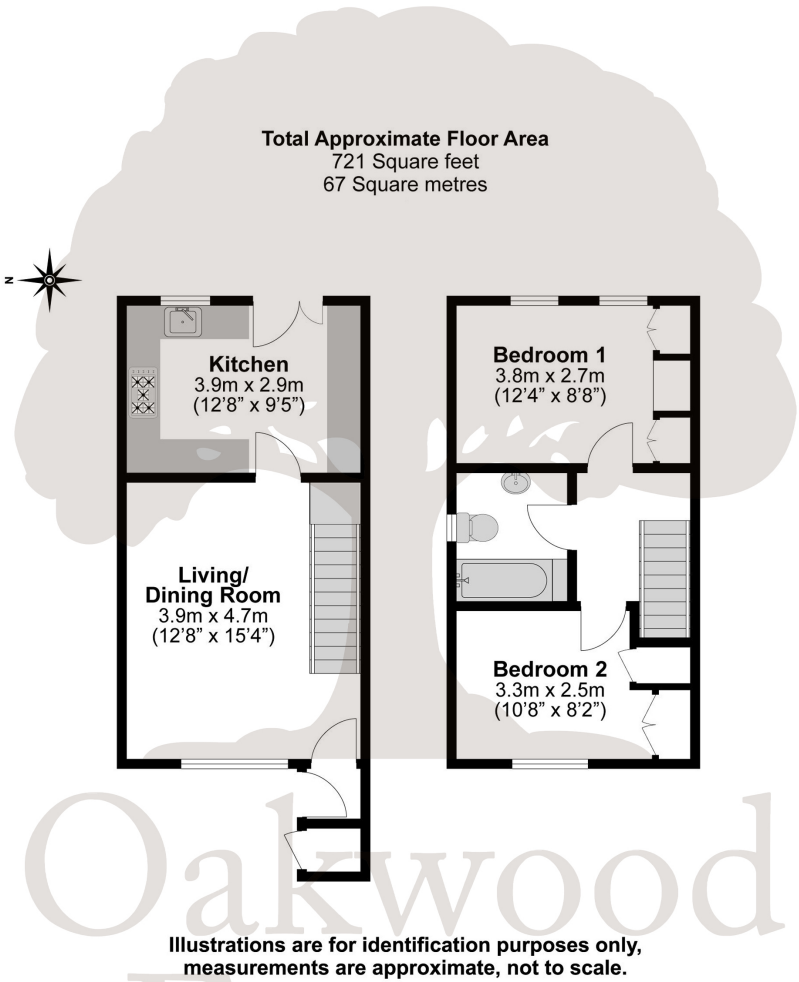 Total Approximate Floor Area
721 Square feet
67 Square metres
N
Kitchen
3.9m x 2.9m
(12'8" x 9'5")
Bedroom 1
3.8m x 2.7m
(12'4" x 8'8")
Living/
Dining Room
3.9m x 4.7m
(12'8" x 15'4")
Bedroom 2
3.3m x 2.5m
(10'8" x 8'2")
Oakwood
Illustrations are for identification purposes only,
measurements are approximate, not to scale.